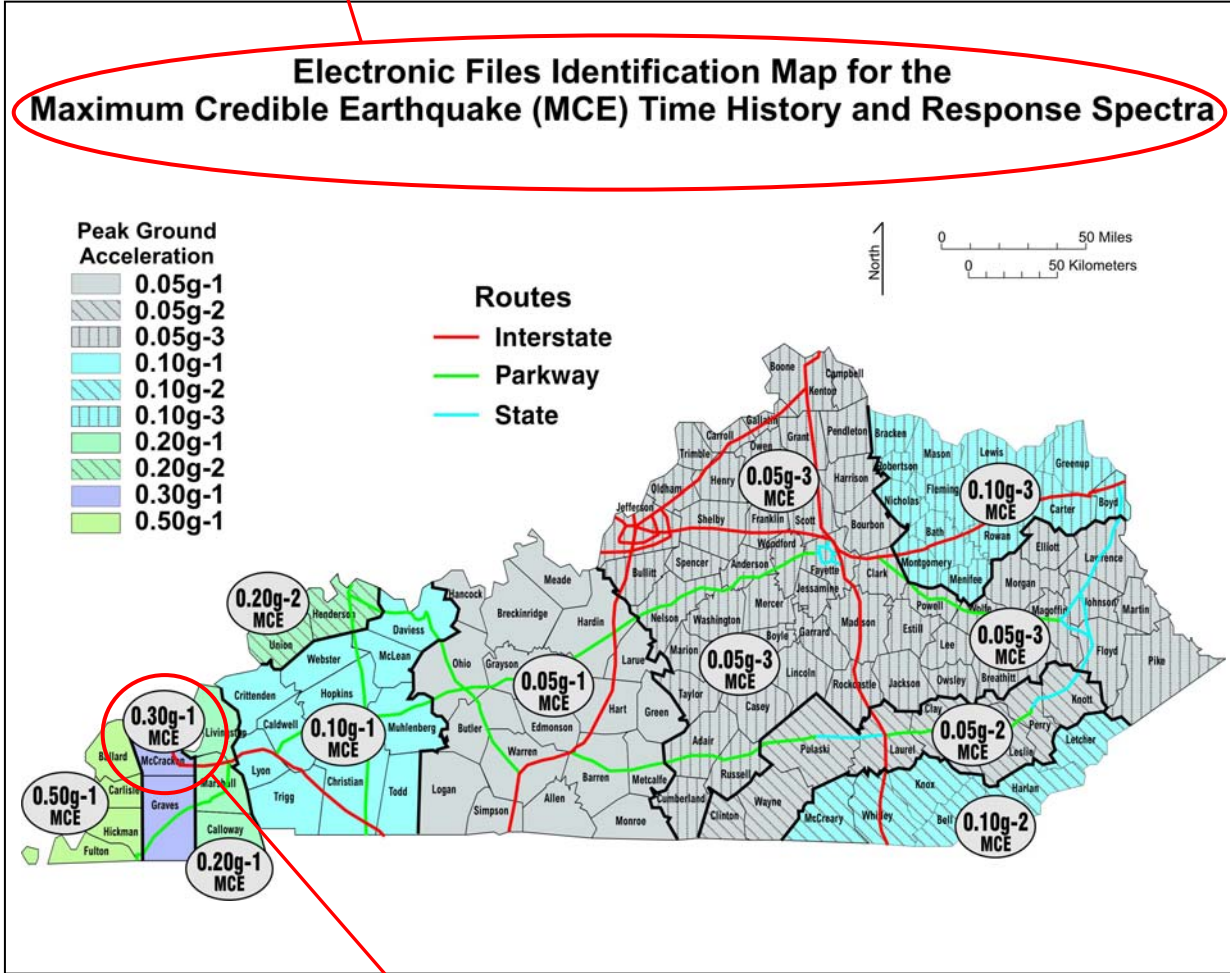 Electronic Files Identification Map for the
Maximum Credible Earthquake (MCE) Time History and Response Spectra
Peak Ground
Acceleration
0.05g-1
0.05g-2
0.05g-3
0.10g-1
0.10g-2
0.10g-3
0.20g-1
0.20g-2
0.30g-1
0.50g-1
Routes
Interstate
Parkway
State
North
0 50 Miles
0 50 Kilometers
Boone
Campbell
Kenton
Gallatin
Carroll
Owen
Grant
Pendleton
Trimble
Henry
Harrison
Oldham
0.05g-3
MCE
Bracken
Mason
Lewis
Greenup
Robertson
Fleming
Nicholas
0.10g-3
MCE
Carter
Boyd
Bath
Rowan
Montgomery
Menifee
Jefferson
Shelby
Franklin
Scott
Bourbon
Woodford
Fayette
Clark
Bullitt
Spencer
Anderson
Jessamine
Mercer
Nelson
Washington
Boyle
Garrard
Madison
Marion
0.05g-3
MCE
Lincoln
Taylor
Casey
Rockcastle
Adair
Elliott
Lawrence
Morgan
Powell
Wolfe
Magoffin
Johnson
Martin
Estill
Lee
0.05g-3
MCE
Floyd
Pike
Jackson
Owsley
Breathitt
Knott
Clay
Perry
0.05g-2
MCE
Leslie
Letcher
Pulaski
Laurel
Russell
Cumberland
Clinton
Wayne
McCreary
Whitley
Knox
Harlan
Bell
0.10g-2
MCE
Hancock
Meade
Breckinridge
Hardin
Ohio
Grayson
Larue
0.05g-1
MCE
Hart
Green
Butler
Edmonson
Warren
Barren
Metcalfe
Logan
Simpson
Allen
Monroe
0.20g-2
MCE
Henderson
Union
Daviess
Webster
McLean
Crittenden
Hopkins
Caldwell
0.10g-1
MCE
Muhlenberg
Lyon
Trigg
Christian
Todd
0.30g-1
MCE
Livingston
Ballard
McCracken
Marshall
Carlisle
Graves
0.50g-1
MCE
Hickman
Calloway
Fulton
0.20g-1
MCE